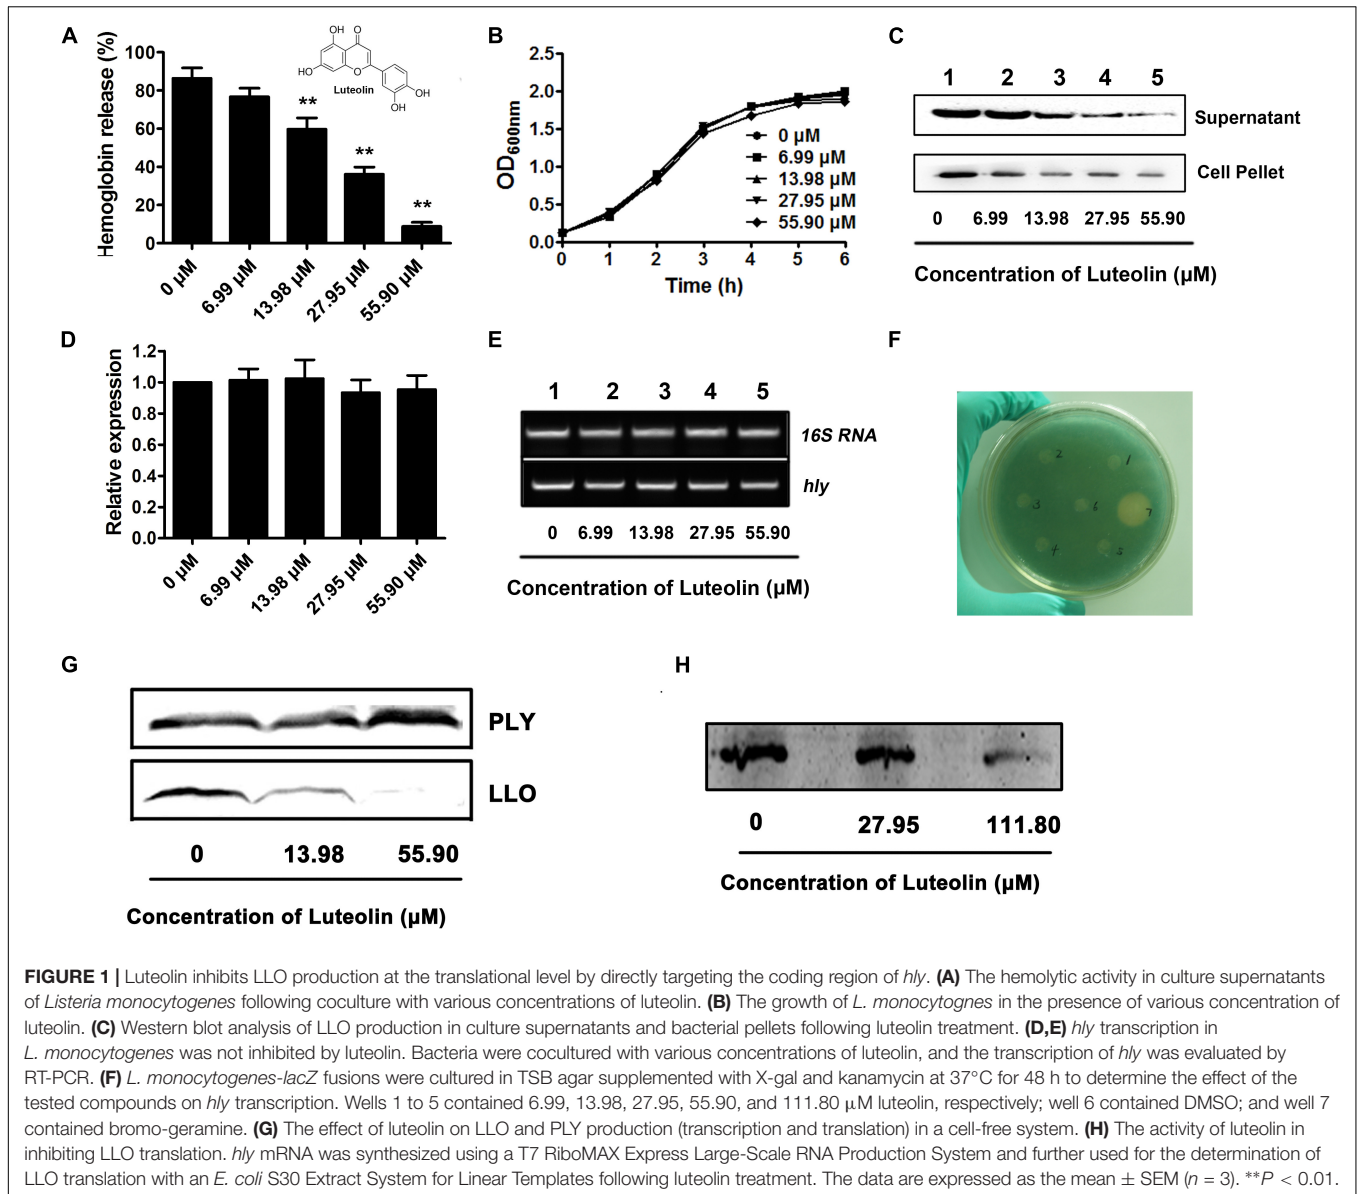 A
Hemoglobin release (%)
100
80
60
40
20
0
**
**
**
0 µM
6.99 µM
13.98 µM
27.95 µM
55.90 µM
OH
O
HO
O
OH
OH
Luteolin
B
OD600nm
2.5
2.0
1.5
1.0
0.5
0.0
0 1 2 3 4 5 6
Time (h)
0 µM
6.99 µM
13.98 µM
27.95 µM
55.90 µM
C
1 2 3 4 5
Supernatant
Cell Pellet
0 6.99 13.98 27.95 55.90
Concentration of Luteolin (µM)
D
Relative expression
1.2
1.0
0.8
0.6
0.4
0.2
0.0
0 µM
6.99 µM
13.98 µM
27.95 µM
55.90 µM
E
1 2 3 4 5
16S RNA
hly
0 6.99 13.98 27.95 55.90
Concentration of Luteolin (µM)
F
2 1
3 6 7
4 5
G
PLY
LLO
0 13.98 55.90
Concentration of Luteolin (µM)
H
0 27.95 111.80
Concentration of Luteolin (µM)
FIGURE 1 | Luteolin inhibits LLO production at the translational level by directly targeting the coding region of hly. (A) The hemolytic activity in culture supernatants
of Listeria monocytogenes following coculture with various concentrations of luteolin. (B) The growth of L. monocytognes in the presence of various concentration of
luteolin. (C) Western blot analysis of LLO production in culture supernatants and bacterial pellets following luteolin treatment. (D,E) hly transcription in
L. monocytogenes was not inhibited by luteolin. Bacteria were cocultured with various concentrations of luteolin, and the transcription of hly was evaluated by
RT-PCR. (F) L. monocytogenes-lacZ fusions were cultured in TSB agar supplemented with X-gal and kanamycin at 37°C for 48 h to determine the effect of the
tested compounds on hly transcription. Wells 1 to 5 contained 6.99, 13.98, 27.95, 55.90, and 111.80 µM luteolin, respectively; well 6 contained DMSO; and well 7
contained bromo-geramine. (G) The effect of luteolin on LLO and PLY production (transcription and translation) in a cell-free system. (H) The activity of luteolin in
inhibiting LLO translation. hly mRNA was synthesized using a T7 RiboMAX Express Large-Scale RNA Production System and further used for the determination of
LLO translation with an E. coli S30 Extract System for Linear Templates following luteolin treatment. The data are expressed as the mean ± SEM (n = 3). **P < 0.01.